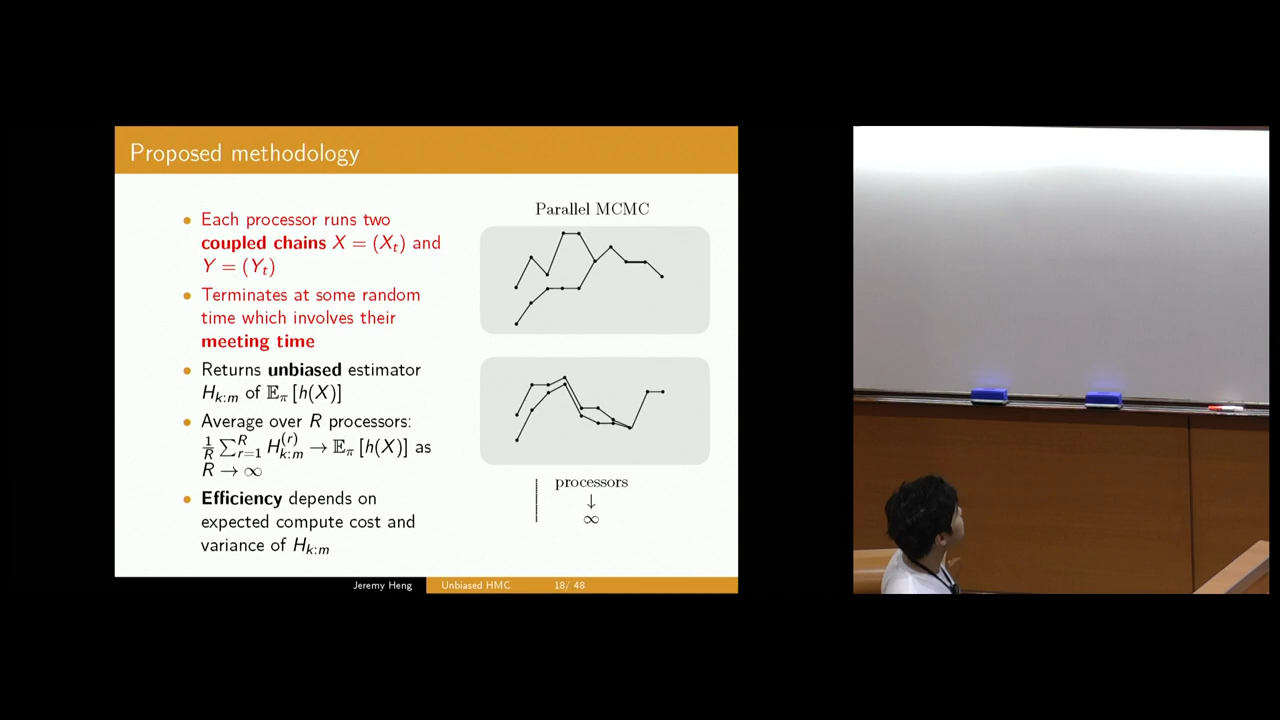 Proposed methodology
Each processor runs two
coupled chains X = (X_t) and
Y = (Y_t)
Terminates at some random
time which involves their
meeting time
Returns unbiased estimator
H_{k:m} of 𝔼_π [h(X)]
Average over R processors:
1/R ∑_{r=1}^{R} H_{k:m}^{(r)} → 𝔼_π [h(X)] as
R → ∞
Efficiency depends on
expected compute cost and
variance of H_{k:m}
Parallel MCMC
processors
↓
∞
Jeremy Heng
Unbiased HMC
18/ 48